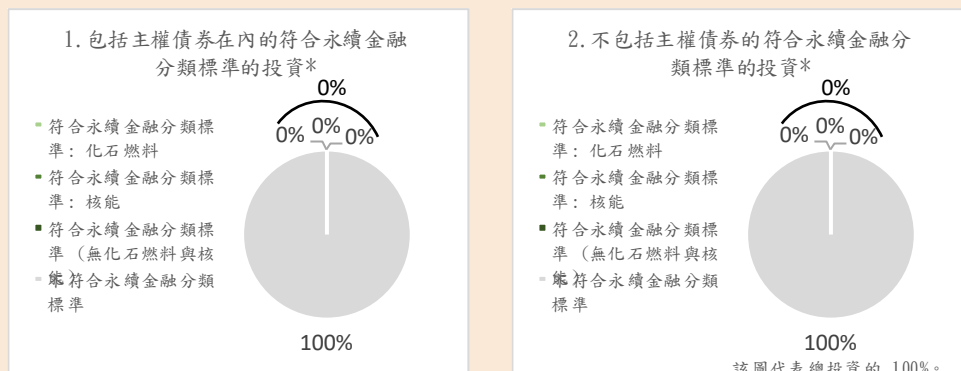 1.包括主權債券在內的符合永續金融
分類標準的投資*
0%
0% 0% 0%
符合永續金融分類標
準: 化石燃料
符合永續金融分類標
準: 核能
符合永續金融分類標
準 (無化石燃料與核
能)
未符合永續金融分類
標準
100%
2.不包括主權債券的符合永續金融分
類標準的投資*
0%
0% 0% 0%
符合永續金融分類標
準: 化石燃料
符合永續金融分類標
準: 核能
符合永續金融分類標
準 (無化石燃料與核
能)
未符合永續金融分類
標準
100%
該圖代表總投資的 100%。